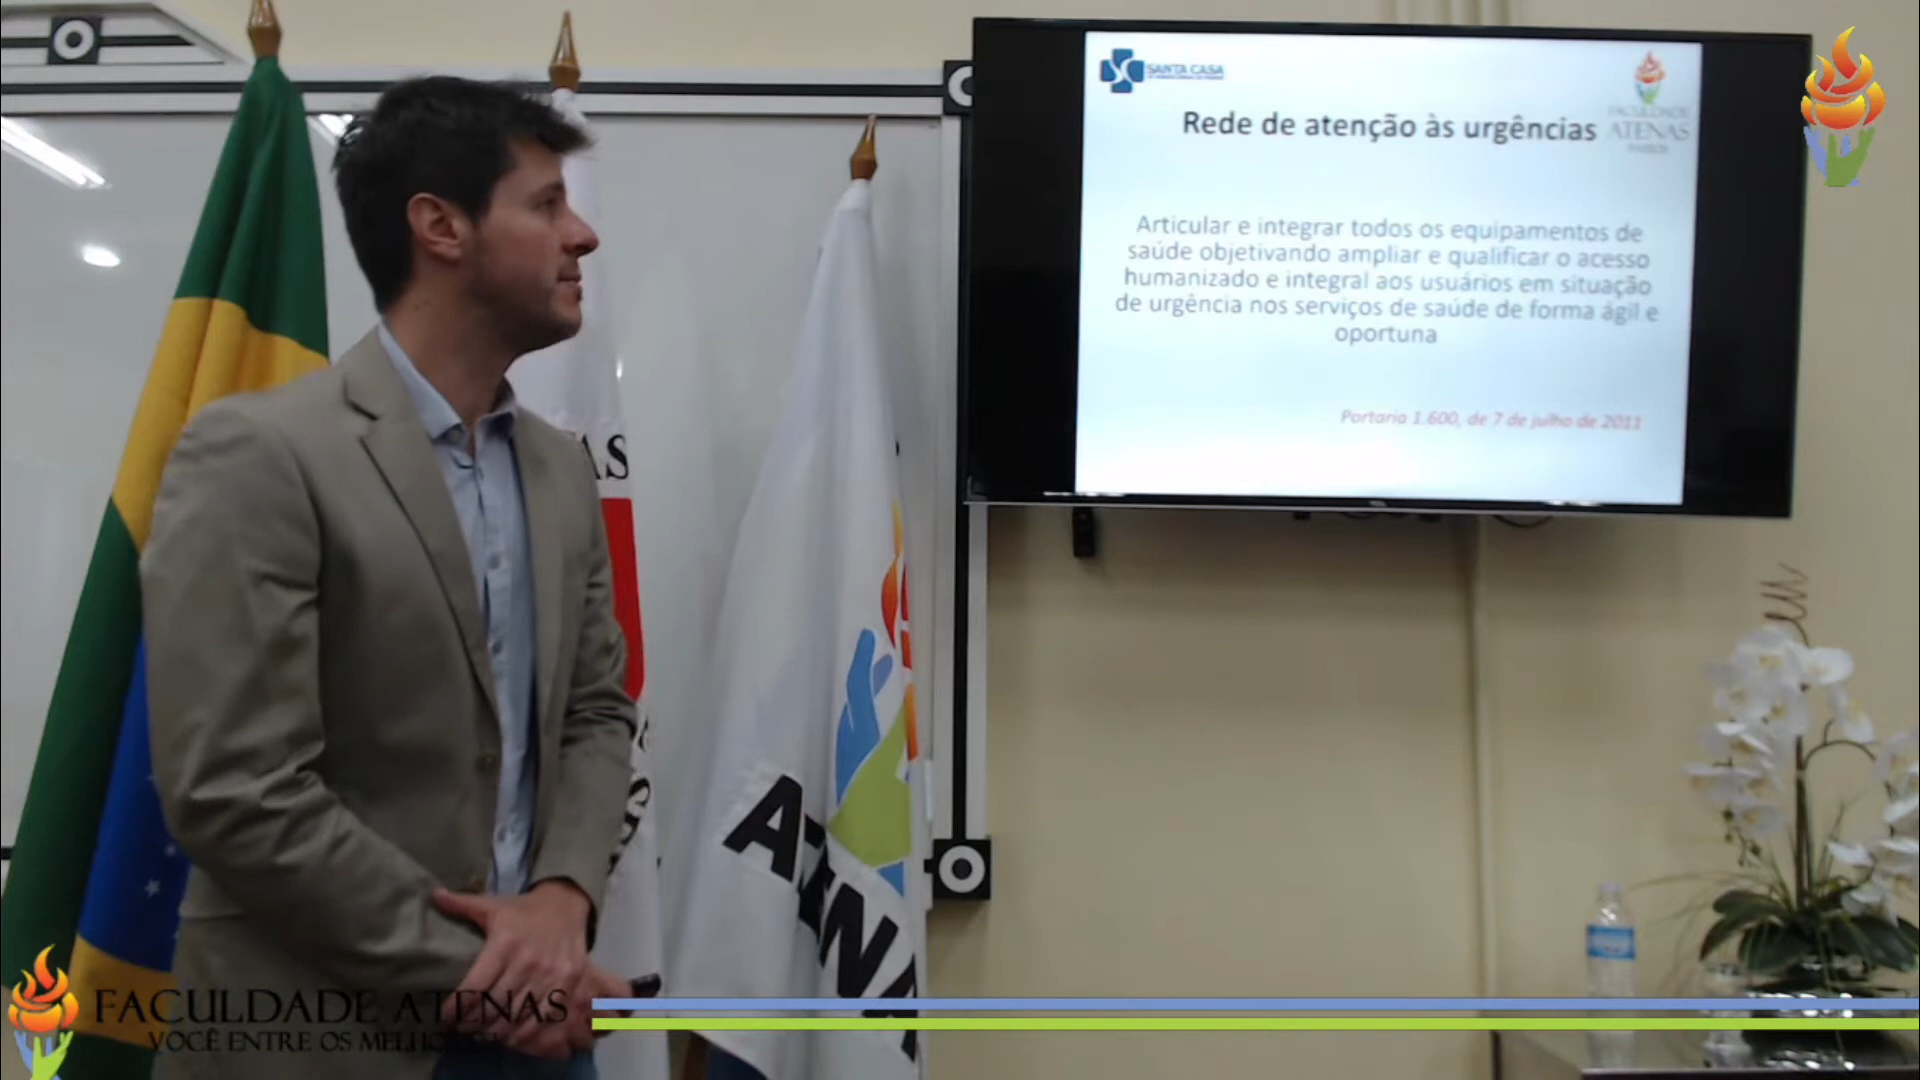 SANTA CASA
FACULDADE
ATENAS
Rede de atenção às urgências
Articular e integrar todos os equipamentos de
saúde objetivando ampliar e qualificar o acesso
humanizado e integral aos usuários em situação
de urgência nos serviços de saúde de forma ágil e
oportuna
Portaria 1.600, de 7 de julho de 2011
AS
ATENA
FACULDADE ATENAS
VOCÊ ENTRE OS MELHORES